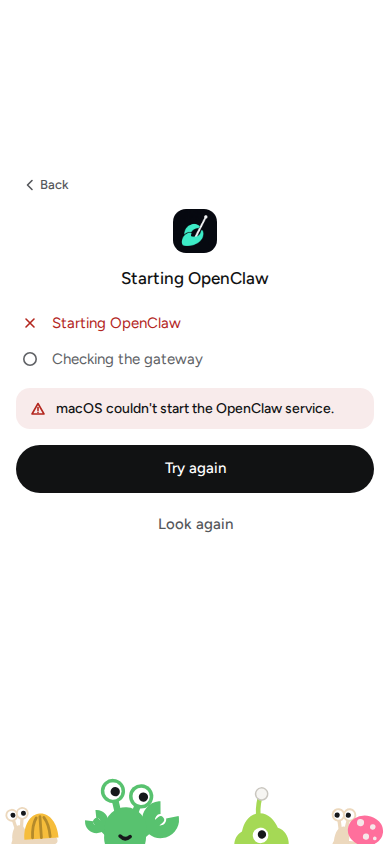 Back
Starting OpenClaw
Starting OpenClaw
Checking the gateway
macOS couldn't start the OpenClaw service.
Try again
Look again